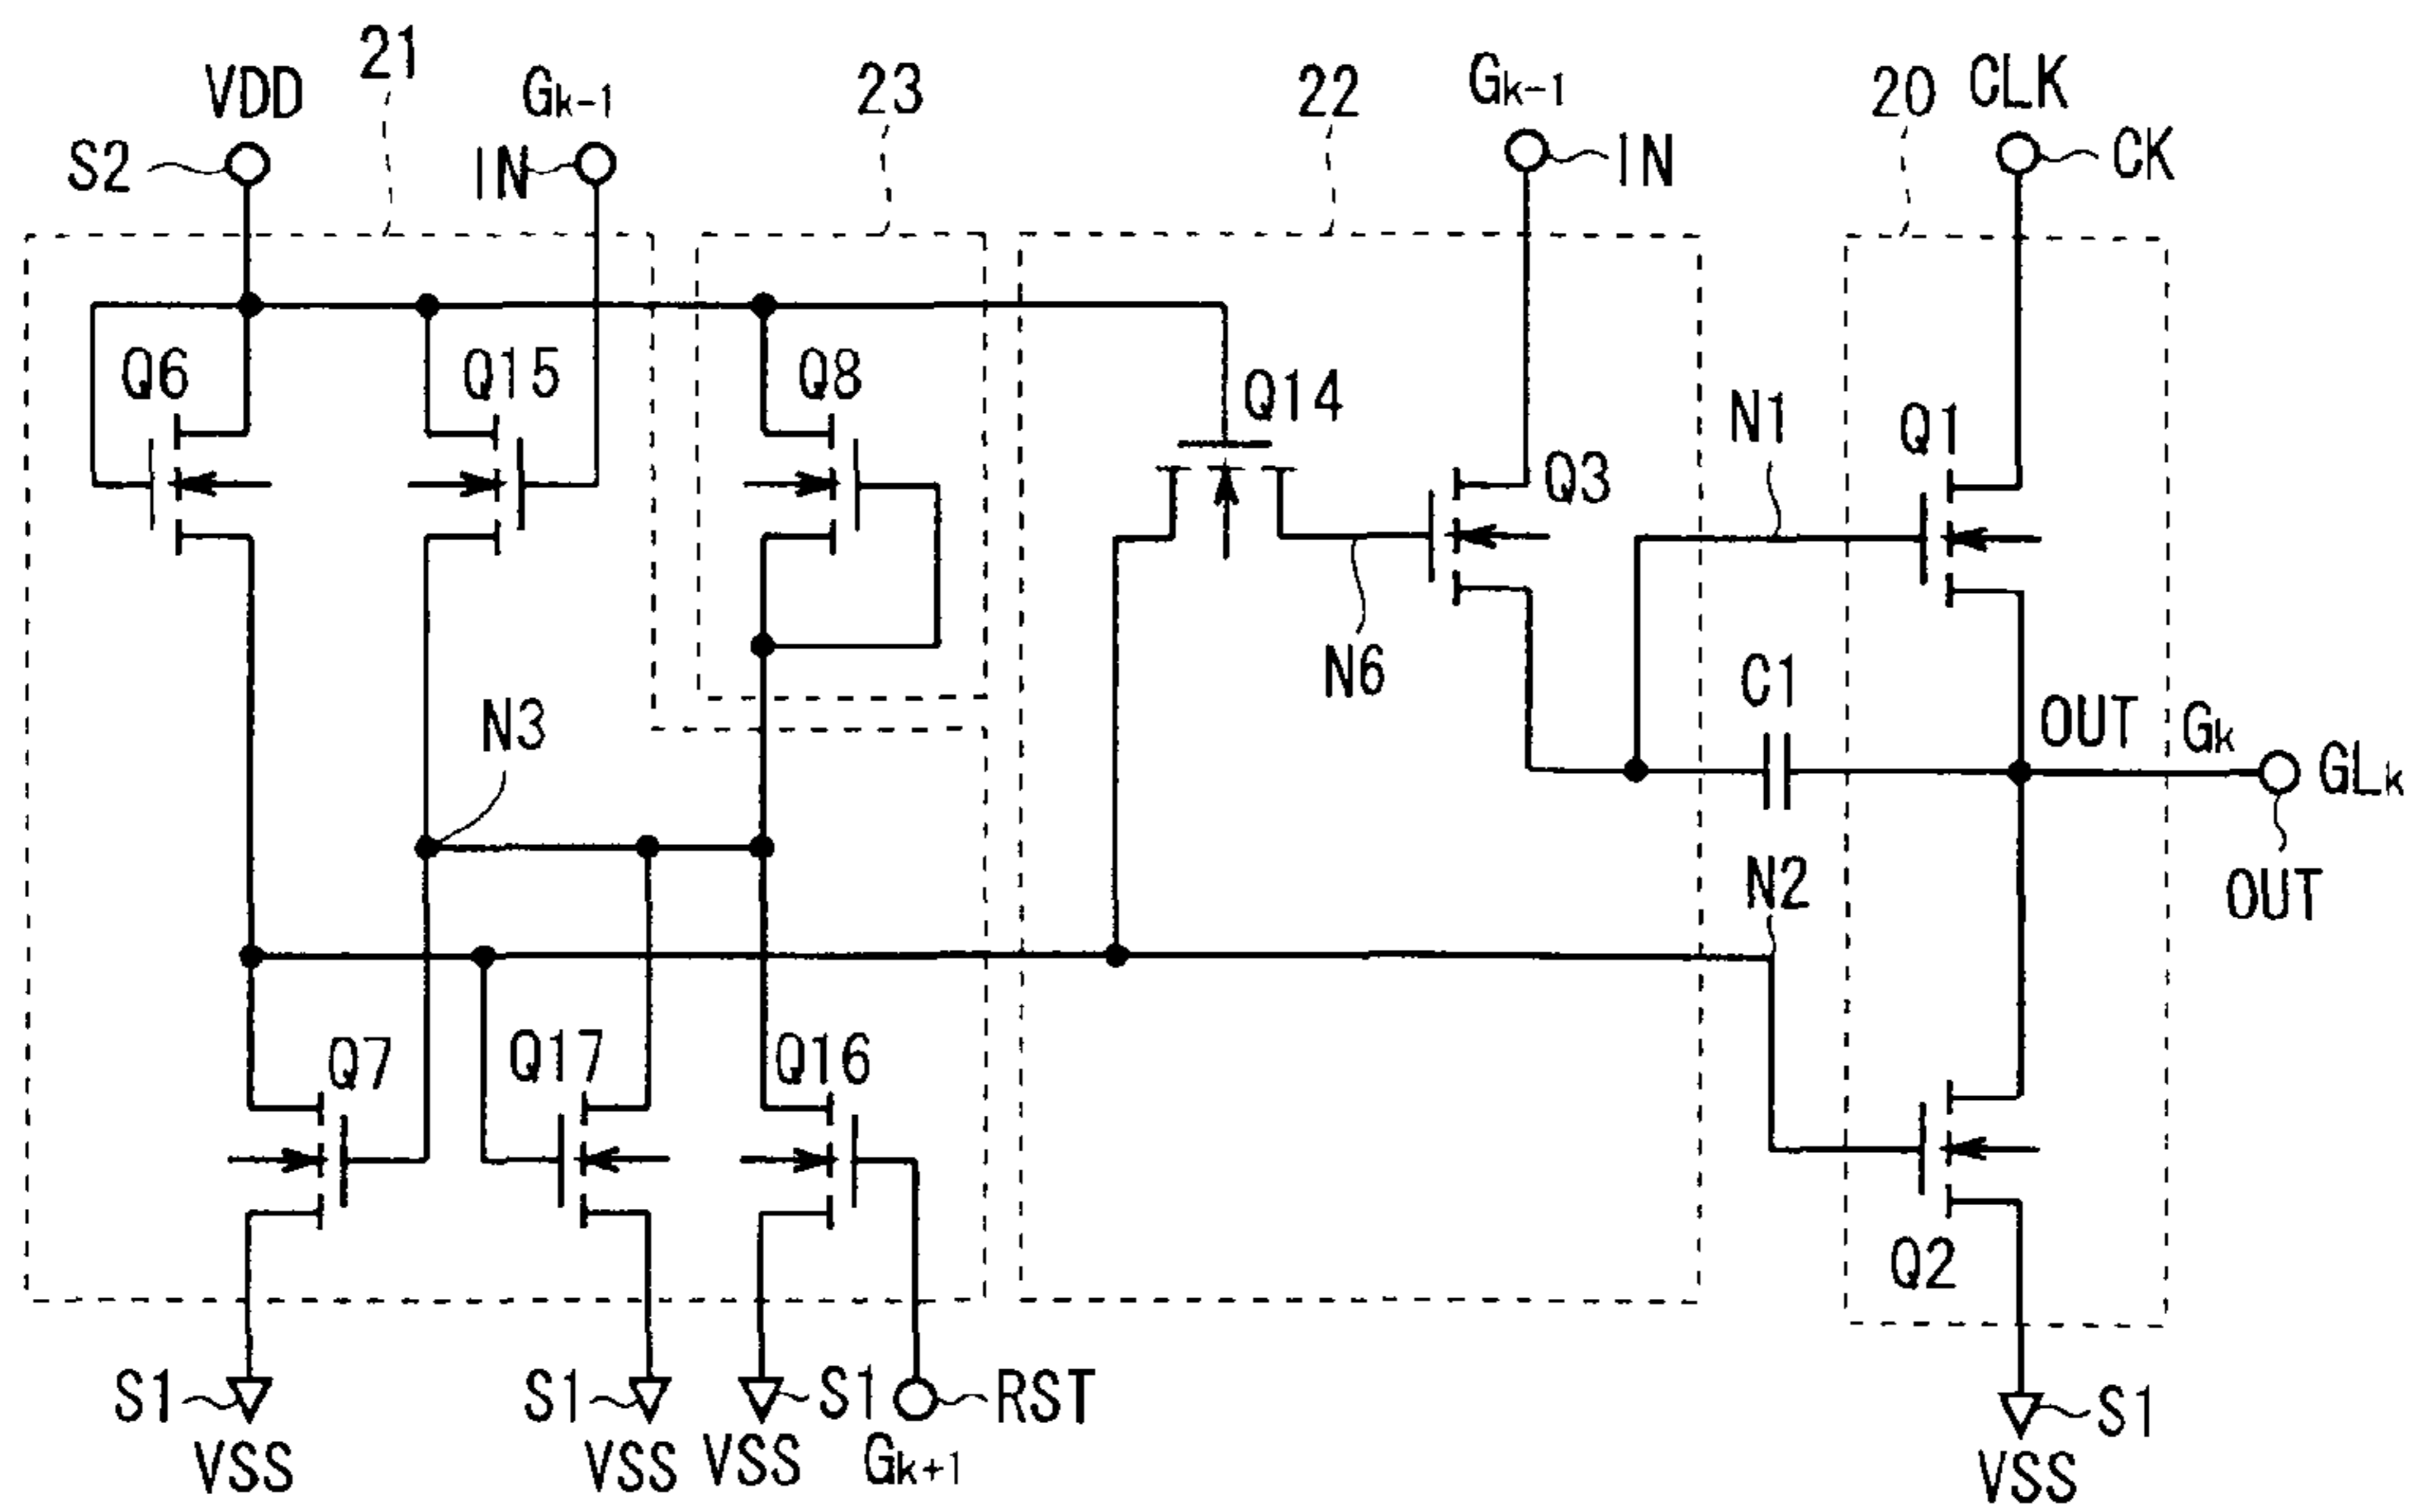 21
VDD
Gk-1
23
22
Gk-1
20
CLK
S2
IN
IN
CK
Q6
Q15
Q8
Q14
Q3
N1
Q1
N6
C1
N3
OUT
Gk
GLk
N2
OUT
Q7
Q17
Q16
Q2
S1
S1
S1
RST
S1
VSS
VSS
VSS
Gk+1
VSS